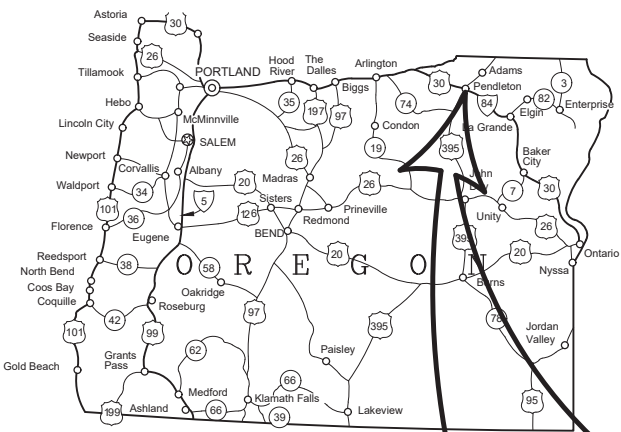 Astoria
30
Seaside
26
Tillamook
PORTLAND
Hood
River
The
Dalles
Arlington
Biggs
30
Adams
Pendleton
3
84
82
Enterprise
Elgin
La Grande
Hebo
McMinnville
35
197
97
74
Condon
Lincoln City
SALEM
19
395
Newport
Corvallis
Albany
26
Baker
City
Waldport
34
20
Madras
26
John
Day
7
30
101
5
Sisters
Prineville
Unity
36
126
Redmond
26
Florence
Eugene
BEND
395
20
Ontario
Reedsport
38
OREGON
58
20
Nyssa
North Bend
Coos Bay
Oakridge
Burns
Coquille
Roseburg
97
78
42
395
101
99
Jordan
Valley
Gold Beach
Grants
Pass
62
Paisley
66
Medford
Klamath Falls
95
199
Ashland
66
39
Lakeview